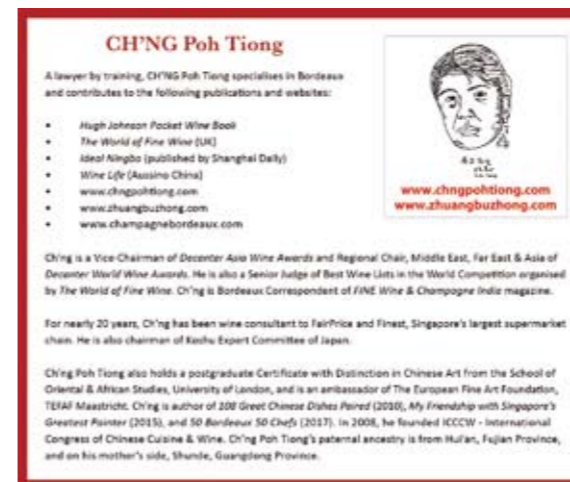 CH'NG Poh Tiong
A lawyer by training, CH'NG Poh Tiong specialises in Bordeaux
and contributes to the following publications and websites:
• Hugh Johnson Pocket Wine Book
• The World of Fine Wine (UK)
• Ideal Ningbo (published by Shanghai Daily)
• Wine Life (Aussino China)
• www.chngpohtiong.com
• www.zhuangbuzhong.com
• www.champagnebordeaux.com
www.chngpohtiong.com
www.zhuangbuzhong.com
Ch'ng is a Vice-Chairman of Decanter Asia Wine Awards and Regional Chair, Middle East, Far East & Asia of
Decanter World Wine Awards. He is also a Senior Judge of Best Wine Lists in the World Competition organised
by The World of Fine Wine. Ch'ng is Bordeaux Correspondent of FINE Wine & Champagne India magazine.
For nearly 20 years, Ch'ng has been wine consultant to FairPrice and Finest, Singapore's largest supermarket
chain. He is also chairman of Koshu Expert Committee of Japan.
Ch'ng Poh Tiong also holds a postgraduate Certificate with Distinction in Chinese Art from the School of
Oriental & African Studies, University of London, and is an ambassador of The European Fine Art Foundation,
TEFAF Maastricht. Ch'ng is author of 108 Great Chinese Dishes Paired (2010), My Friendship with Singapore's
Greatest Painter (2015), and 50 Bordeaux 50 Chefs (2017). In 2008, he founded ICCCW - International
Congress of Chinese Cuisine & Wine. Ch'ng Poh Tiong's paternal ancestry is from Hui'an, Fujian Province,
and on his mother's side, Shunde, Guangdong Province.